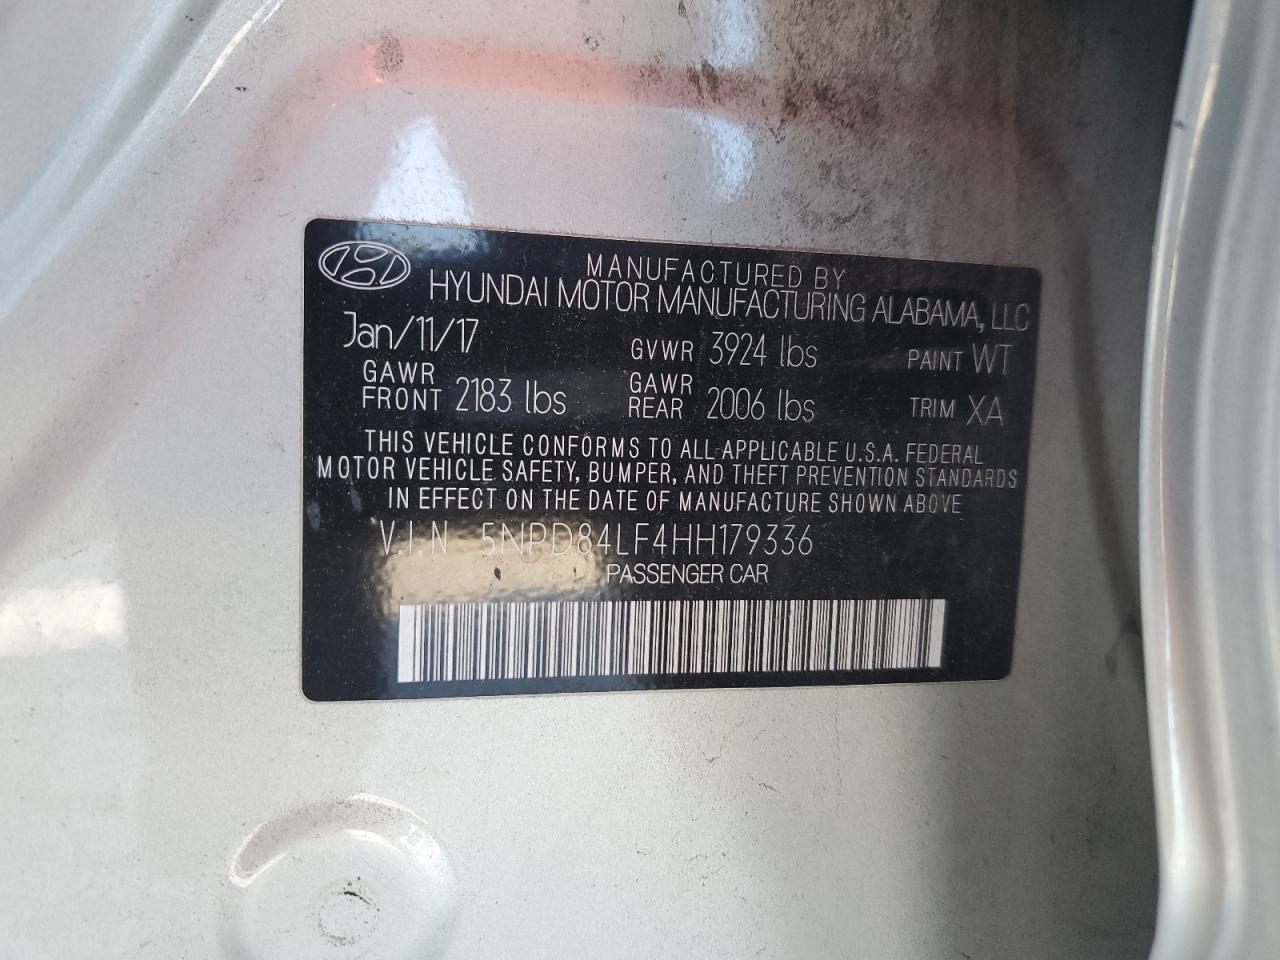 MANUFACTURED BY
HYUNDAI MOTOR MANUFACTURING ALABAMA, LLC
Jan/11/17 GVWR 3924 lbs PAINT WT
GAWR FRONT 2183 lbs GAWR REAR 2006 lbs TRIM XA
THIS VEHICLE CONFORMS TO ALL APPLICABLE U.S.A. FEDERAL
MOTOR VEHICLE SAFETY, BUMPER, AND THEFT PREVENTION STANDARDS
IN EFFECT ON THE DATE OF MANUFACTURE SHOWN ABOVE
V.I.N 5NPD84LF4HH179336
PASSENGER CAR